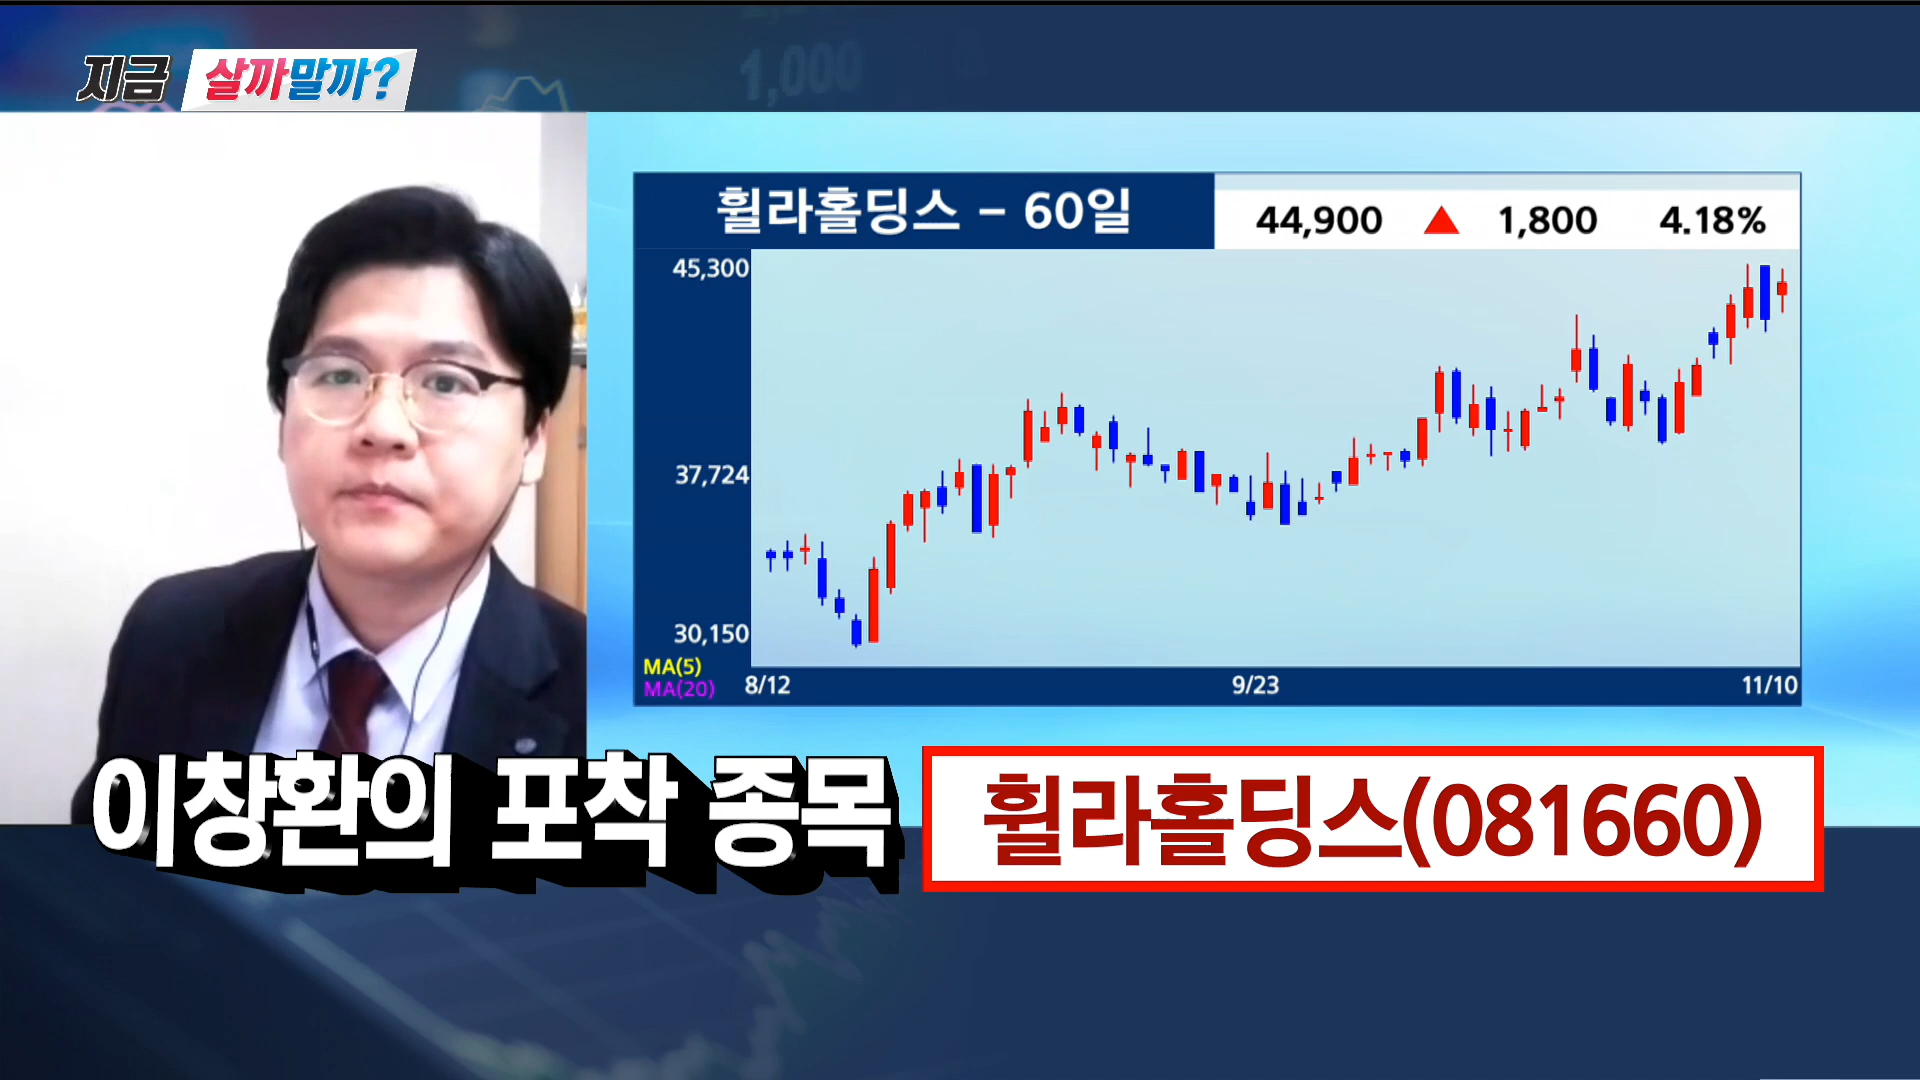 지금 살까말까?
1,000
휠라홀딩스 - 60일
44,900 ▲ 1,800 4.18%
45,300
37,724
30,150
MA(5)
MA(20)
8/12 9/23 11/10
이창환의 포착 종목 휠라홀딩스(081660)